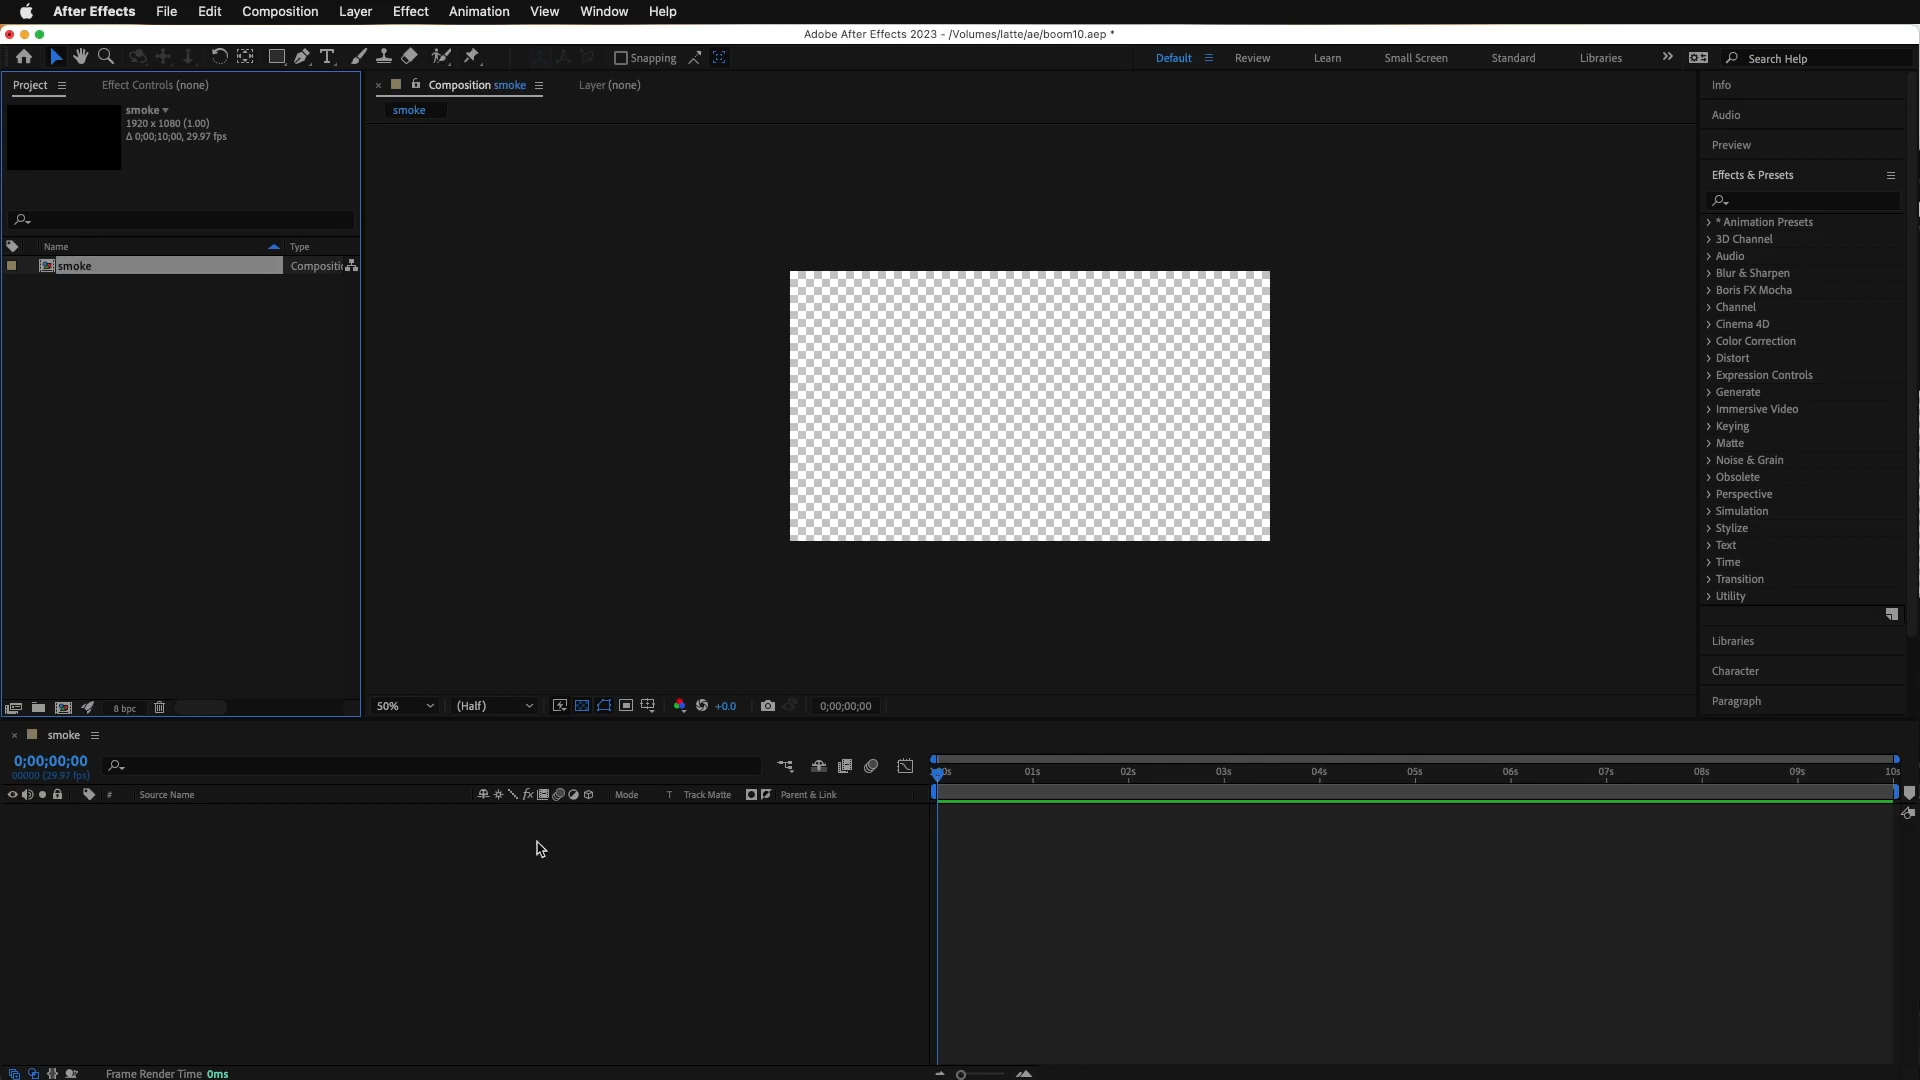 After Effects File Edit Composition Layer Effect Animation View Window Help
Adobe After Effects 2023 - /Volumes/latte/ae/boom10.aep *
Snapping
Default
Review
Learn
Small Screen
Standard
Libraries
Search Help
Project
Effect Controls (none)
smoke
1920 x 1080 (1.00)
Δ 0;00;10;00, 29.97 fps
Name
Type
smoke
Compositi
8 bpc
Composition smoke
Layer (none)
smoke
50%
(Half)
+0.0
0;00;00;00
Info
Audio
Preview
Effects & Presets
* Animation Presets
3D Channel
Audio
Blur & Sharpen
Boris FX Mocha
Channel
Cinema 4D
Color Correction
Distort
Expression Controls
Generate
Immersive Video
Keying
Matte
Noise & Grain
Obsolete
Perspective
Simulation
Stylize
Text
Time
Transition
Utility
Libraries
Character
Paragraph
smoke
0;00;00;00
00000 (29.97 fps)
# Source Name
Mode T Track Matte Parent & Link
01s 02s 03s 04s 05s 06s 07s 08s 09s 10s
Frame Render Time 0ms